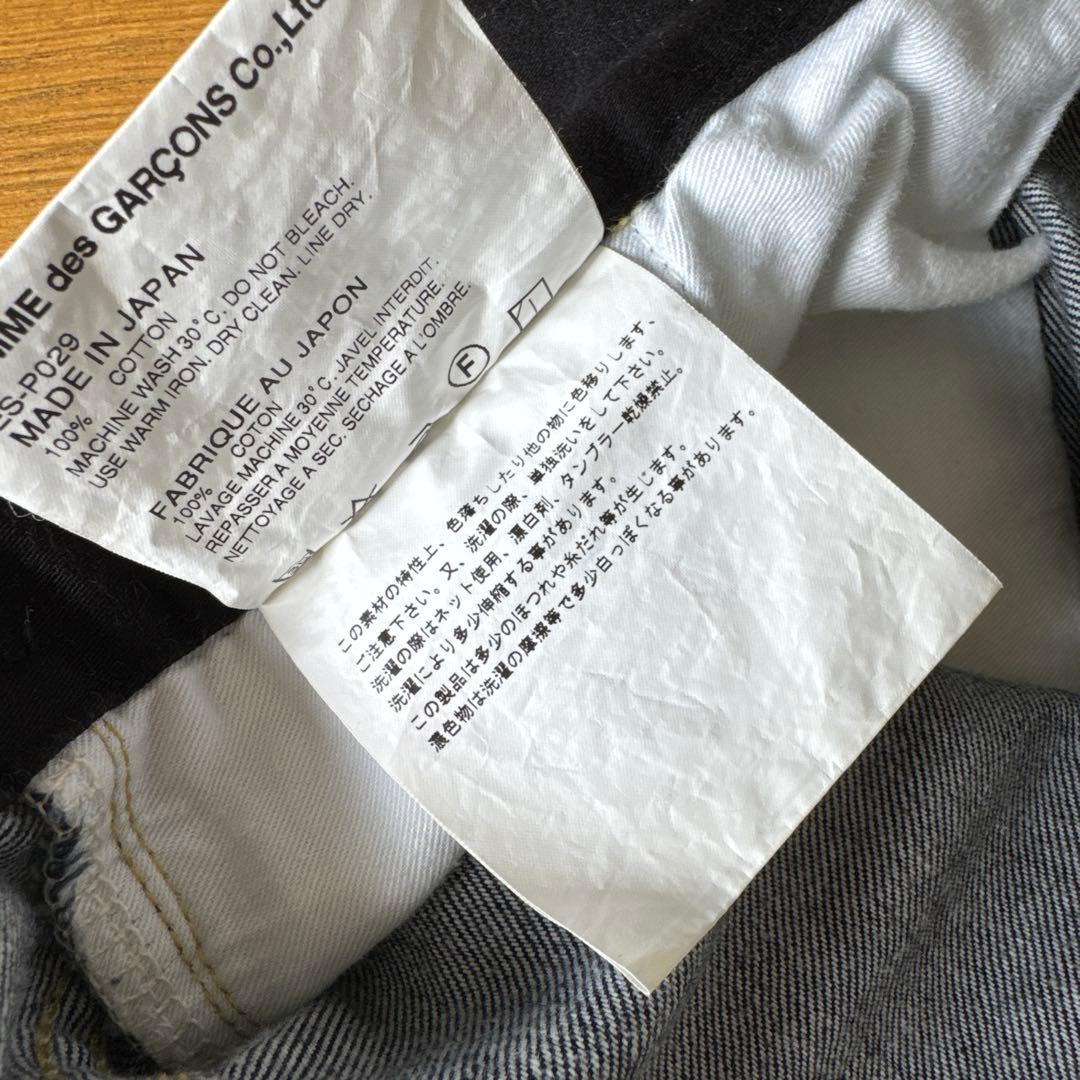 MME des GARÇONS Co.,Ltd
ES-P029
MADE IN JAPAN
100% COTTON
MACHINE WASH 30°C. DO NOT BLEACH.
USE WARM IRON. DRY CLEAN. LINE DRY.
FABRIQUE AU JAPON
100% COTTON
LAVAGE MACHINE 30°C. JAVEL INTERDIT.
REPASSER A MOYENNE TEMPERATURE.
NETTOYAGE A SEC. SECHAGE A L'OMBRE.
F
この素材の特性上、色落ちしたり他の物に色移りします、
ご注意下さい。又、洗濯の際、単独洗いをして下さい。
洗濯の際はネット使用、漂白剤、タンブラー乾燥禁止。
洗濯により多少伸縮する事があります。
この製品は多少のほつれや糸だれ等が生じます。
濃色物は洗濯の摩擦等で多少白っぽくなる事があります。